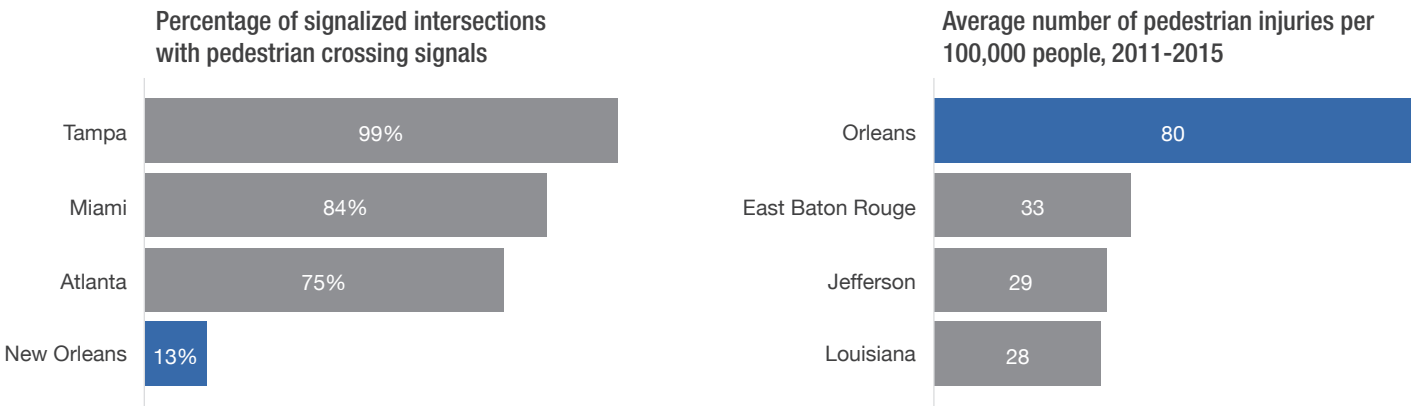 Percentage of signalized intersections
with pedestrian crossing signals
Tampa
99%
Miami
84%
Atlanta
75%
New Orleans
13%
Average number of pedestrian injuries per
100,000 people, 2011-2015
Orleans
80
East Baton Rouge
33
Jefferson
29
Louisiana
28